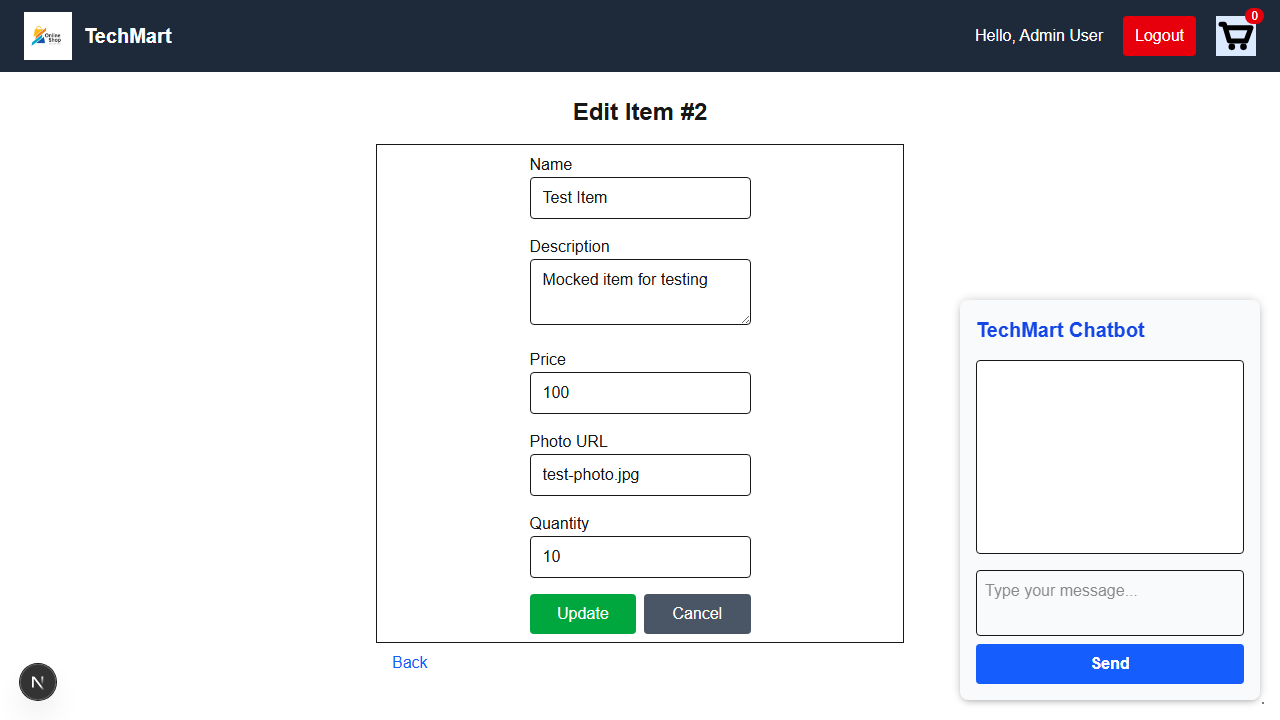 Online
Shop
TechMart
Hello, Admin User
Logout
0
Edit Item #2
Name
Test Item
Description
Mocked item for testing
Price
100
Photo URL
test-photo.jpg
Quantity
10
Update
Cancel
Back
TechMart Chatbot
Type your message...
Send
N
.